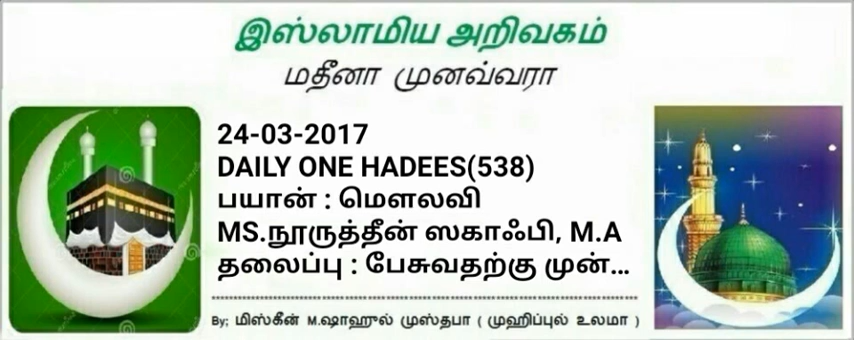 இஸ்லாமிய அறிவகம்
மதீனா முனவ்வரா
24-03-2017
DAILY ONE HADEES(538)
பயான் : மௌலவி
MS.நூருத்தீன் ஸகாஃபி, M.A
தலைப்பு : பேசுவதற்கு முன்...
By; மிஸ்கீன் M.ஷாஹுல் முஸ்தபா ( முஹிப்புல் உலமா )